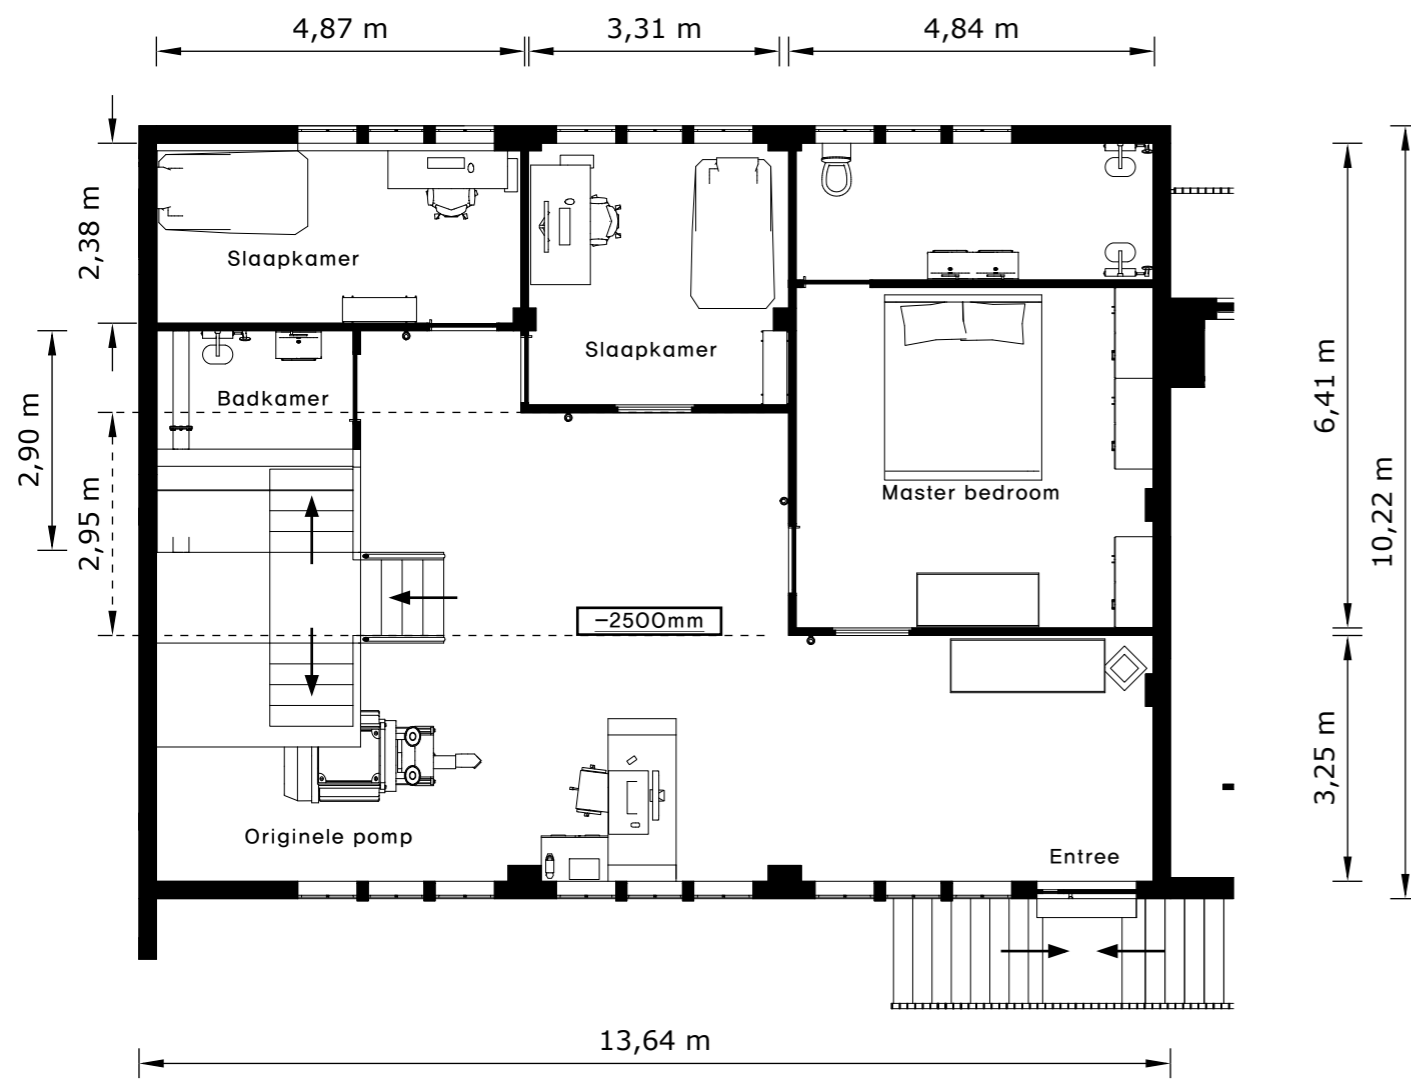 4,87 m
3,31 m
4,84 m
2,38 m
Slaapkamer
Slaapkamer
6,41 m
2,90 m
Badkamer
10,22 m
2,95 m
Master bedroom
-2500mm
3,25 m
Originele pomp
Entree
13,64 m